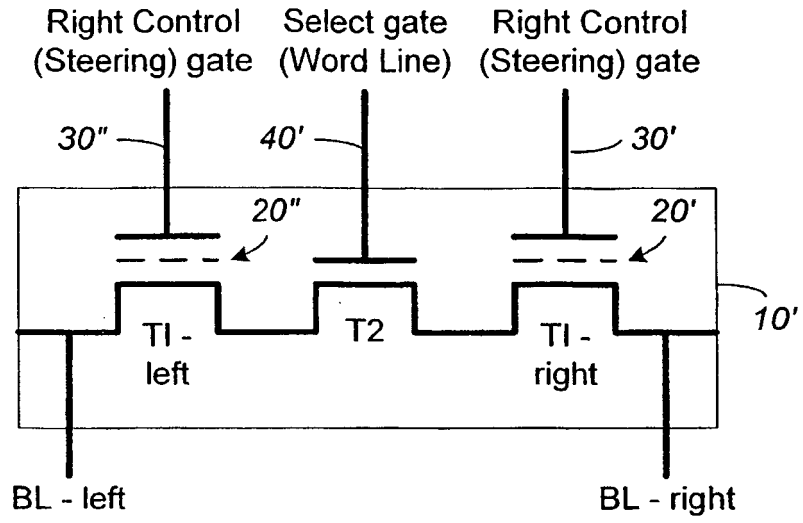 Right Control
(Steering) gate
Select gate
(Word Line)
Right Control
(Steering) gate
30"
40'
30'
20"
20'
10'
TI -
left
T2
TI -
right
BL - left
BL - right